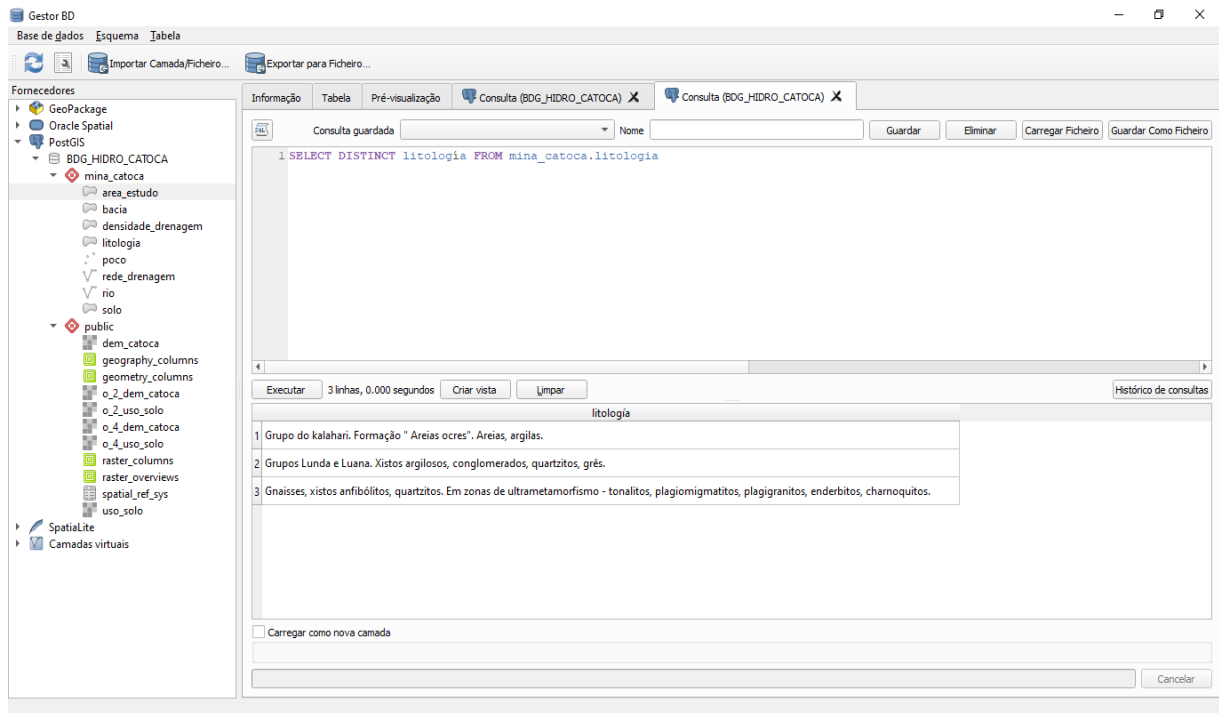 Gestor BD
Base de dados Esquema Tabela
Importar Camada/Ficheiro... Exportar para Ficheiro...
Fornecedores
GeoPackage
Oracle Spatial
PostGIS
BDG_HIDRO_CATOCA
mina_catoca
area_estudo
bacia
densidade_drenagem
litologia
poco
rede_drenagem
rio
solo
public
dem_catoca
geography_columns
geometry_columns
o_2_dem_catoca
o_2_uso_solo
o_4_dem_catoca
o_4_uso_solo
raster_columns
raster_overviews
spatial_ref_sys
uso_solo
SpatiaLite
Camadas virtuais
Informação Tabela Pré-visualização Consulta (BDG_HIDRO_CATOCA) Consulta (BDG_HIDRO_CATOCA)
SQL Consulta guardada Nome Guardar Eliminar Carregar Ficheiro Guardar Como Ficheiro
1 SELECT DISTINCT litología FROM mina_catoca.litologia
Executar 3 linhas, 0.000 segundos Criar vista Limpar Histórico de consultas
litología
1 Grupo do kalahari. Formação " Areias ocres". Areias, argilas.
2 Grupos Lunda e Luana. Xistos argilosos, conglomerados, quartzitos, grês.
3 Gnaisses, xistos anfibólitos, quartzitos. Em zonas de ultrametamorfismo - tonalitos, plagiomigmatitos, plagigranitos, enderbitos, charnoquitos.
Carregar como nova camada
Cancelar